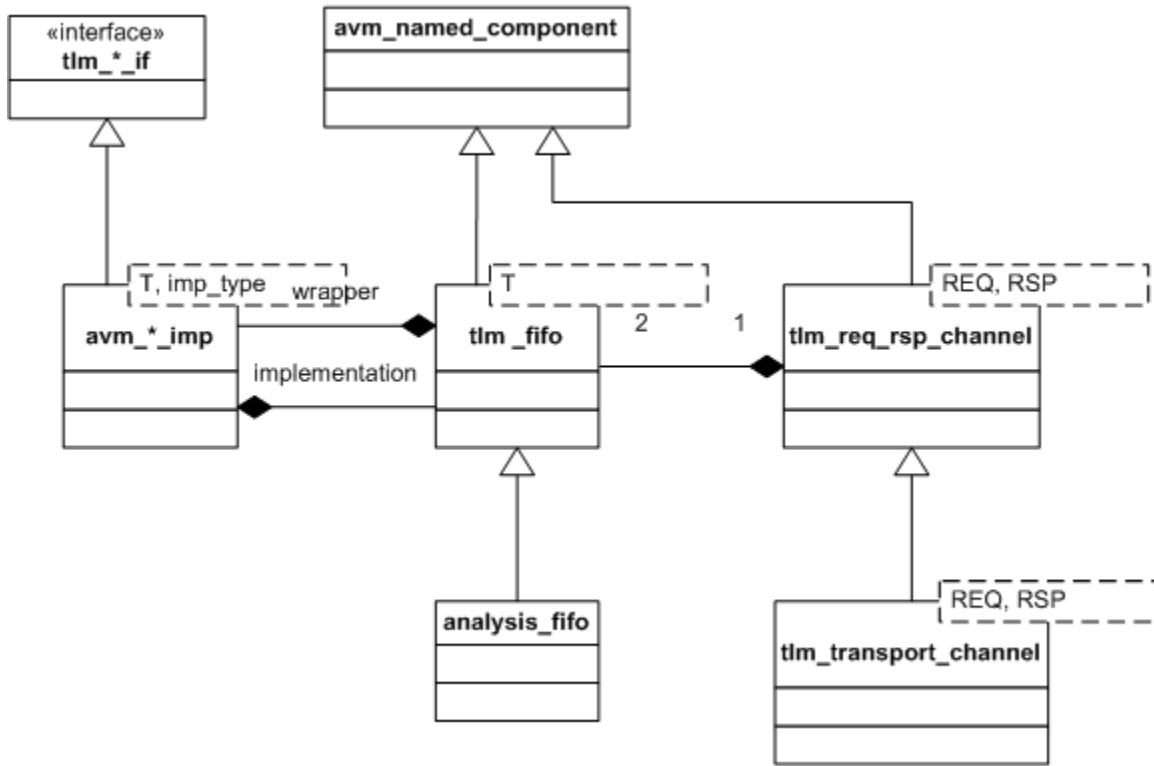 «interface»
tlm_*_if
avm_named_component
T, imp_type
wrapper
avm_*_imp
implementation
T
tlm _fifo
2
1
REQ, RSP
tlm_req_rsp_channel
analysis_fifo
REQ, RSP
tlm_transport_channel